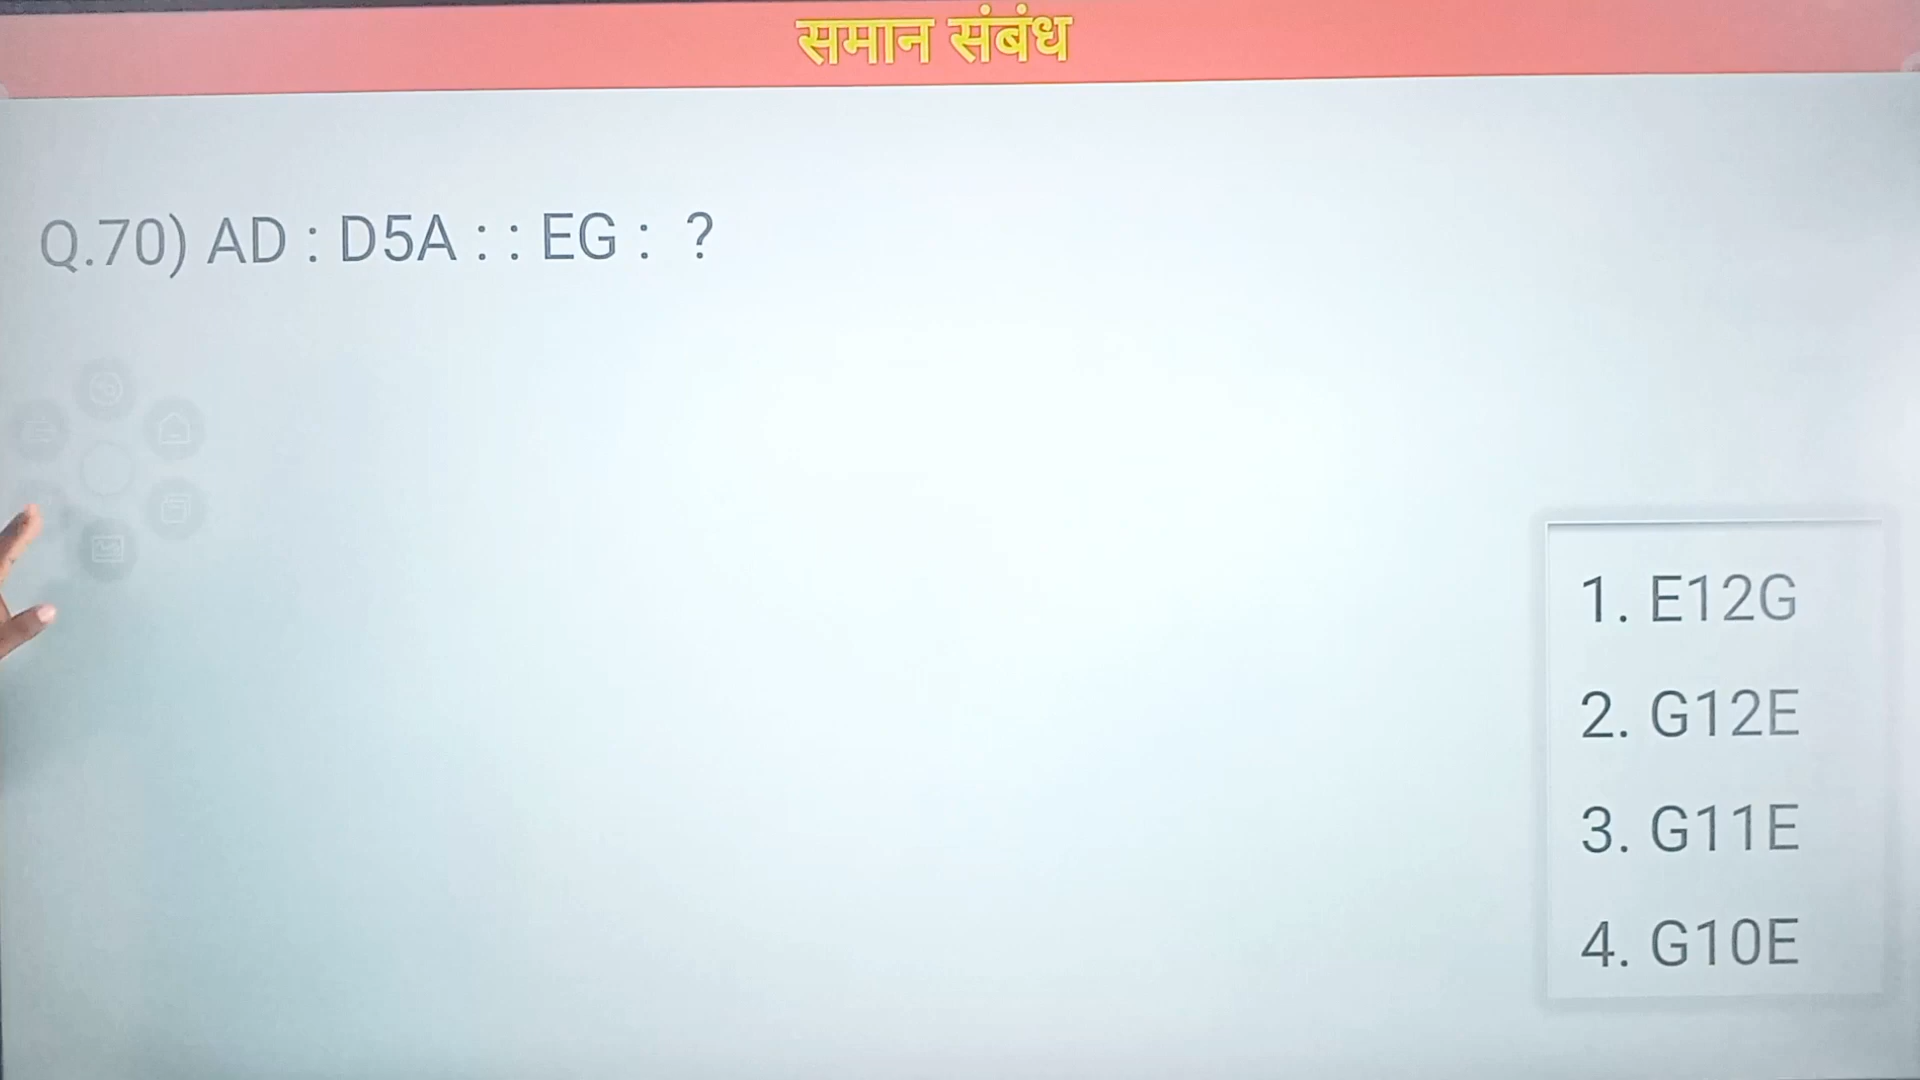 समान संबंध
Q.70) AD : D5A : : EG : ?
1. E12G
2. G12E
3. G11E
4. G10E